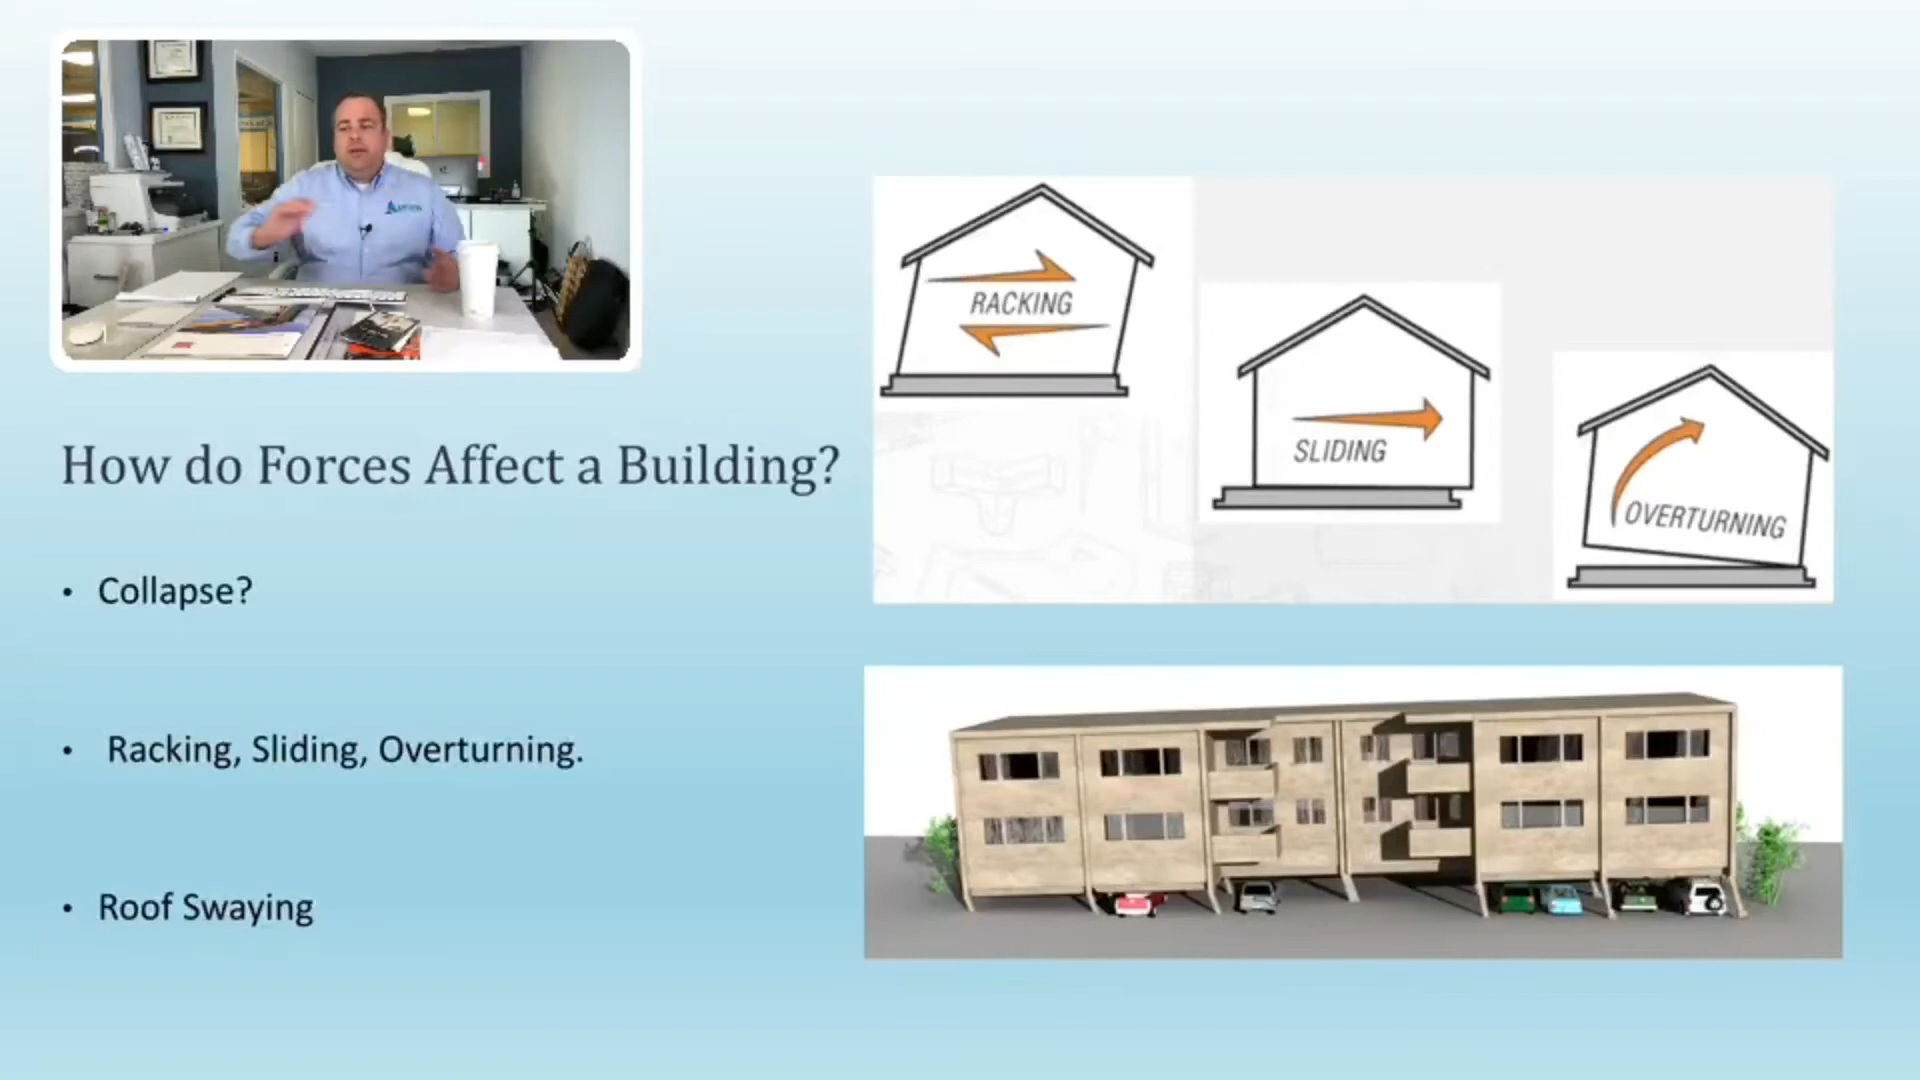 How do Forces Affect a Building?
• Collapse?
• Racking, Sliding, Overturning.
• Roof Swaying
RACKING
SLIDING
OVERTURNING